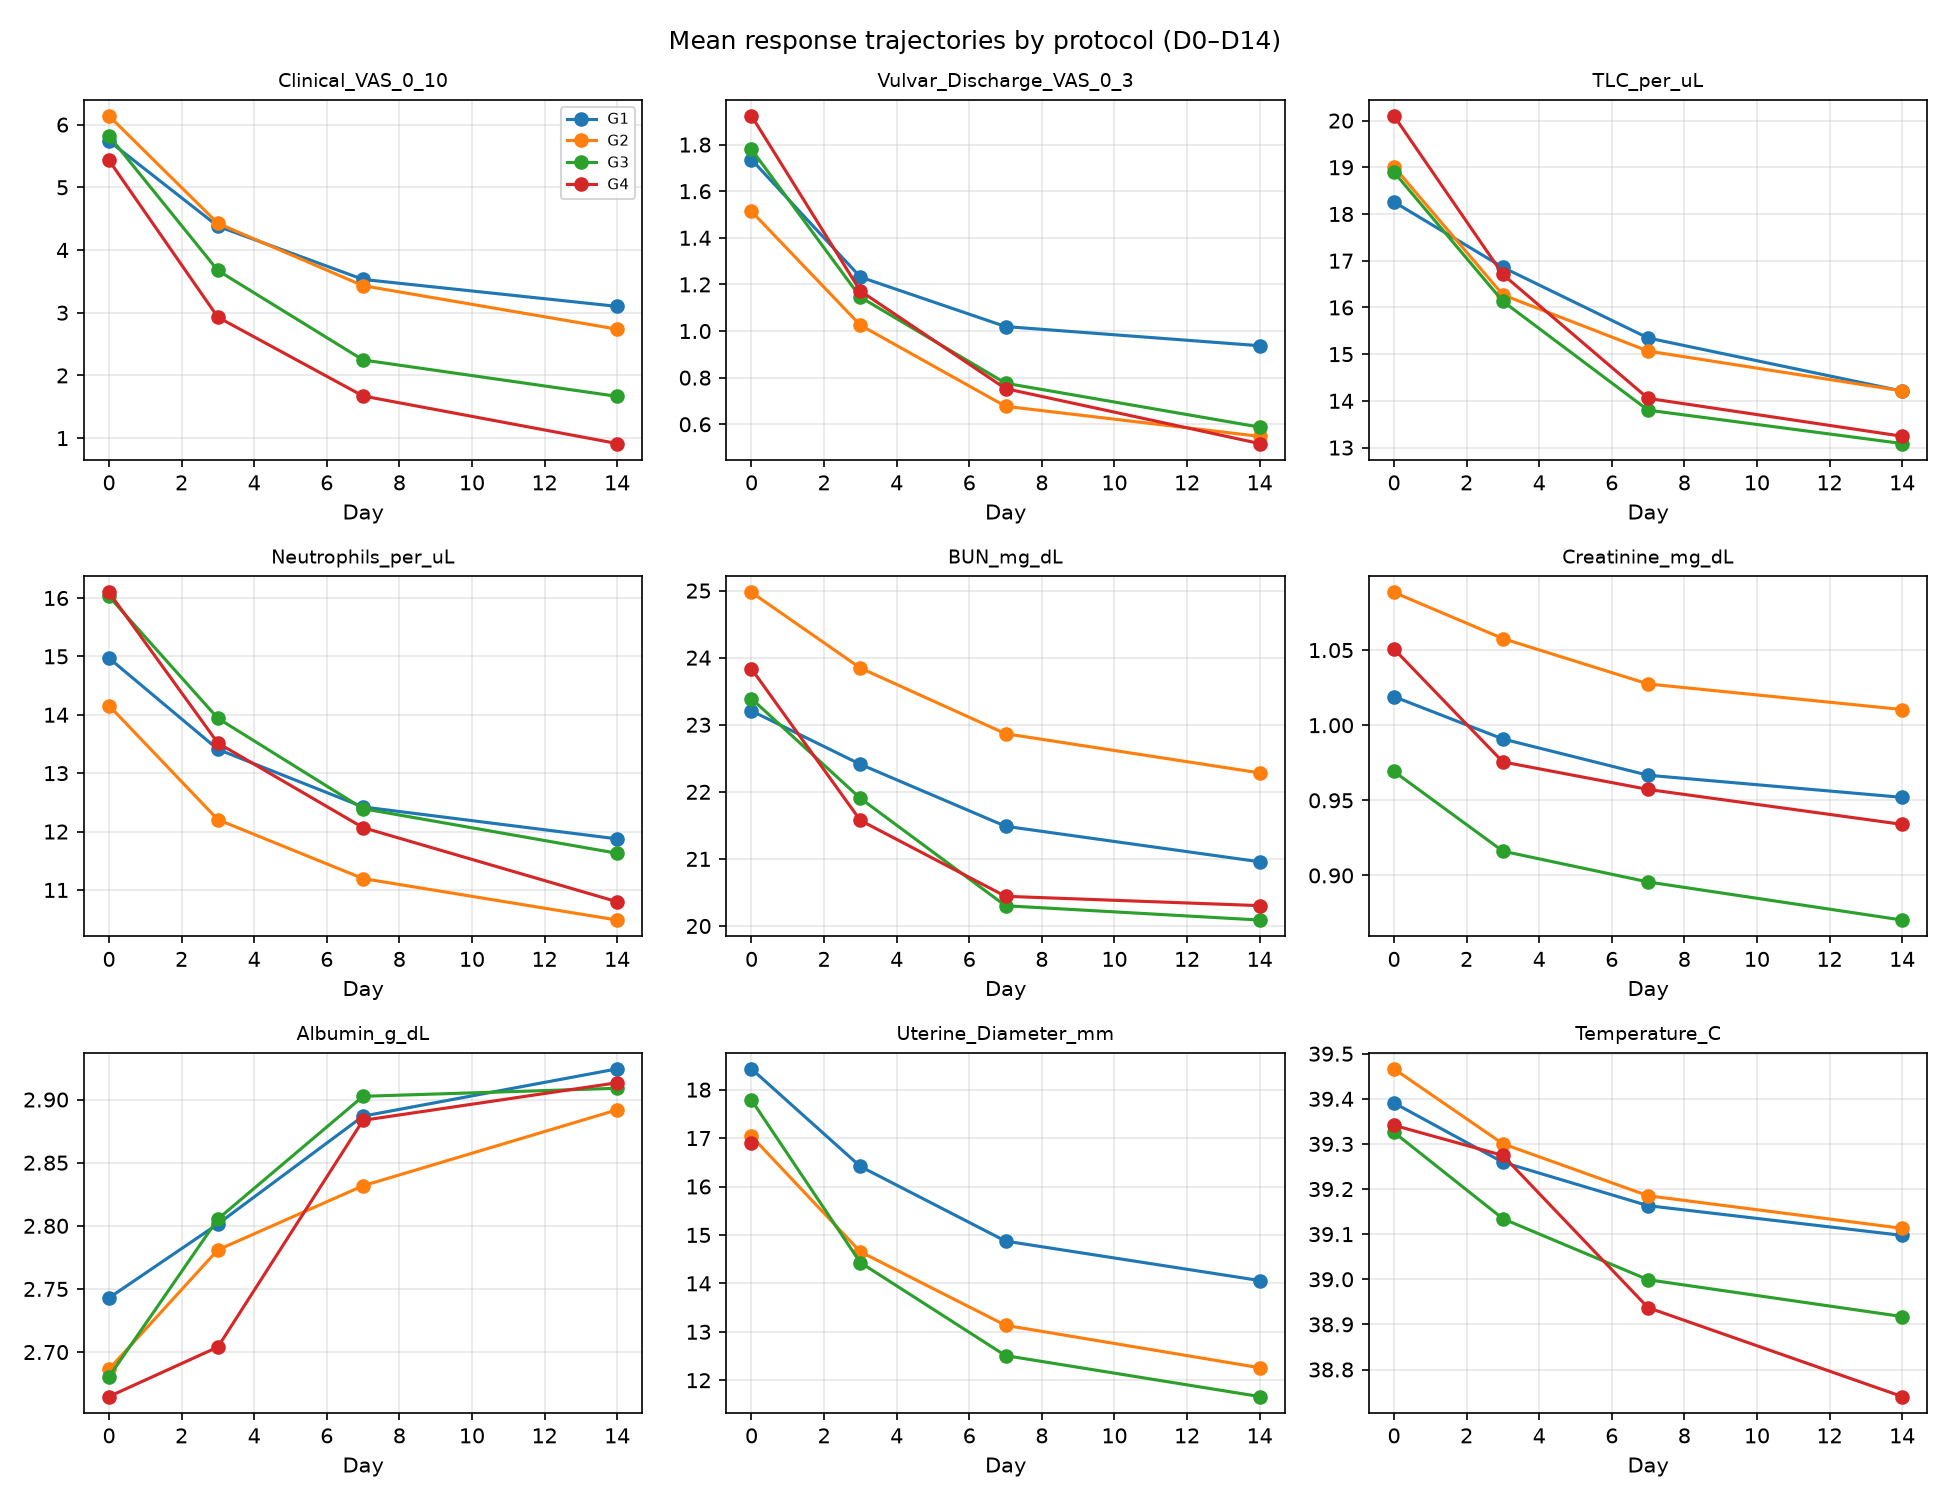 Mean response trajectories by protocol (D0–D14)
Clinical_VAS_0_10
6
5
4
3
2
1
0 2 4 6 8 10 12 14
Day
G1
G2
G3
G4
Vulvar_Discharge_VAS_0_3
1.8
1.6
1.4
1.2
1.0
0.8
0.6
0 2 4 6 8 10 12 14
Day
TLC_per_uL
20
19
18
17
16
15
14
13
0 2 4 6 8 10 12 14
Day
Neutrophils_per_uL
16
15
14
13
12
11
0 2 4 6 8 10 12 14
Day
BUN_mg_dL
25
24
23
22
21
20
0 2 4 6 8 10 12 14
Day
Creatinine_mg_dL
1.05
1.00
0.95
0.90
0 2 4 6 8 10 12 14
Day
Albumin_g_dL
2.90
2.85
2.80
2.75
2.70
0 2 4 6 8 10 12 14
Day
Uterine_Diameter_mm
18
17
16
15
14
13
12
0 2 4 6 8 10 12 14
Day
Temperature_C
39.5
39.4
39.3
39.2
39.1
39.0
38.9
38.8
0 2 4 6 8 10 12 14
Day